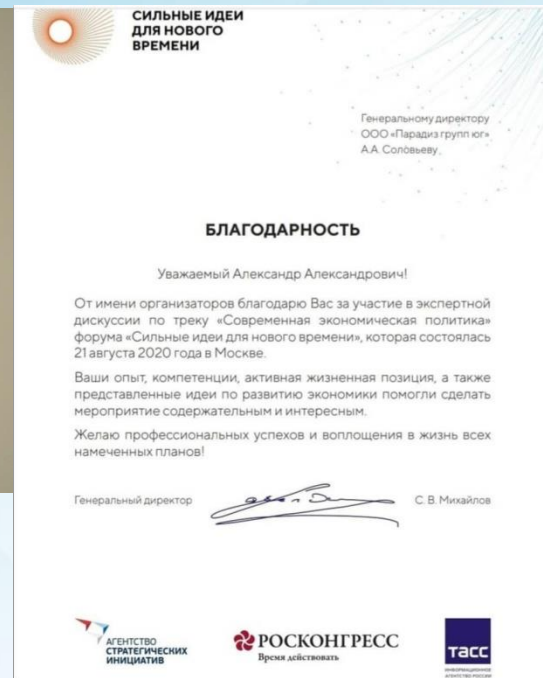 СИЛЬНЫЕ ИДЕИ
ДЛЯ НОВОГО
ВРЕМЕНИ
Генеральному директору
ООО «Парадиз групп юг»
А.А. Соловьеву
БЛАГОДАРНОСТЬ
Уважаемый Александр Александрович!
От имени организаторов благодарю Вас за участие в экспертной
дискуссии по треку «Современная экономическая политика»
форума «Сильные идеи для нового времени», которая состоялась
21 августа 2020 года в Москве.
Ваши опыт, компетенции, активная жизненная позиция, а также
представленные идеи по развитию экономики помогли сделать
мероприятие содержательным и интересным.
Желаю профессиональных успехов и воплощения в жизнь всех
намеченных планов!
Генеральный директор
С. В. Михайлов
АГЕНТСТВО
СТРАТЕГИЧЕСКИХ
ИНИЦИАТИВ
РОСКОНГРЕСС
Время действовать
ТАСС
ИНФОРМАЦИОННОЕ
АГЕНТСТВО РОССИИ